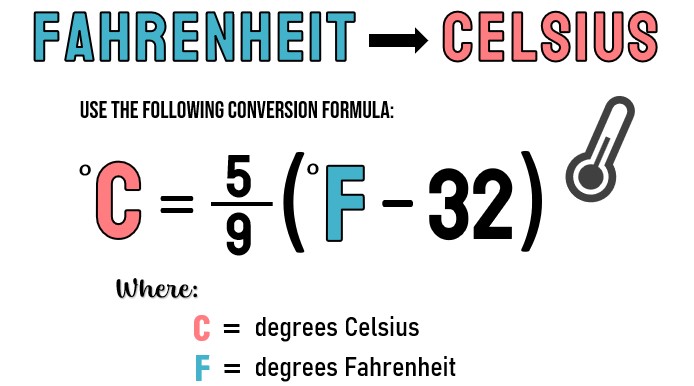 FAHRENHEIT → CELSIUS
USE THE FOLLOWING CONVERSION FORMULA:
°C = 5/9 (°F - 32)
Where:
C = degrees Celsius
F = degrees Fahrenheit